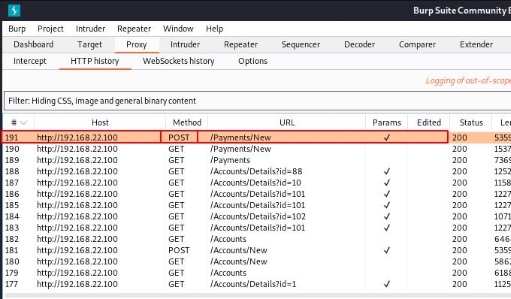 Burp Suite Community E
Burp Project Intruder Repeater Window Help
Dashboard Target Proxy Intruder Repeater Sequencer Decoder Comparer Extender
Intercept HTTP history WebSockets history Options
Logging of out-of-scope
Filter: Hiding CSS, image and general binary content
# Host Method URL Params Edited Status Len
191 http://192.168.22.100 POST /Payments/New ✓ 200 5359
190 http://192.168.22.100 GET /Payments/New 200 1537
189 http://192.168.22.100 GET /Payments 200
188 http://192.168.22.100 GET /Accounts/Details?id=88 ✓ 200 1252
187 http://192.168.22.100 GET /Accounts/Details?id=10 ✓ 200 1158
186 http://192.168.22.100 GET /Accounts/Details?id=101 ✓ 200 1227
185 http://192.168.22.100 GET /Accounts/Details?id=101 ✓ 200 1227
184 http://192.168.22.100 GET /Accounts/Details?id=102 ✓ 200 7369
183 http://192.168.22.100 GET /Accounts/Details?id=101 ✓ 200 1227
182 http://192.168.22.100 GET /Accounts 200 646
181 http://192.168.22.100 POST /Accounts/New ✓ 200 5359
180 http://192.168.22.100 GET /Accounts/New 200 5862
179 http://192.168.22.100 GET /Accounts 200 6188
177 http://192.168.22.100 GET /Accounts/Details?id=1 ✓ 200 1125